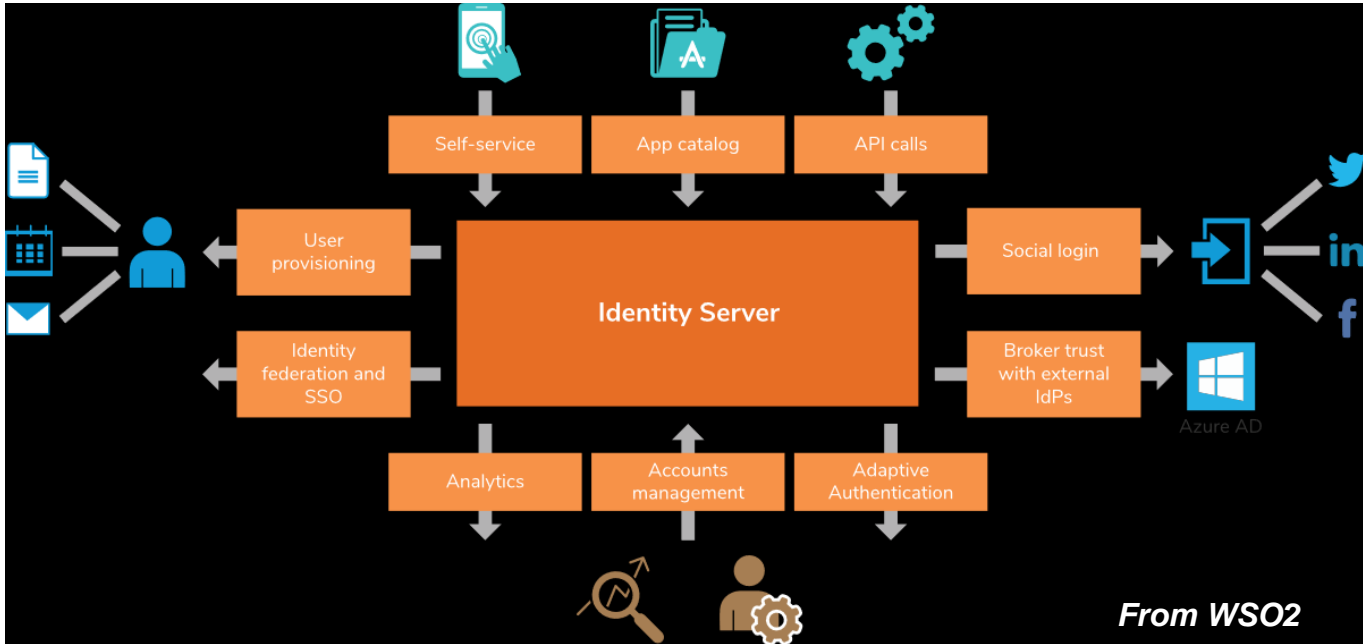 Self-service
App catalog
API calls
User
provisioning
Identity Server
Social login
Identity
federation and
SSO
Broker trust
with external
IdPs
Azure AD
Analytics
Accounts
management
Adaptive
Authentication
From WSO2